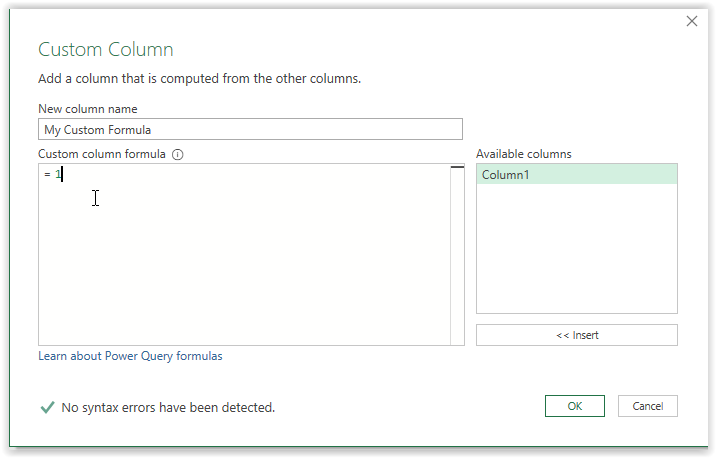 Custom Column
Add a column that is computed from the other columns.
New column name
My Custom Formula
Custom column formula
Available columns
= 1
Column1
<< Insert
Learn about Power Query formulas
No syntax errors have been detected.
OK
Cancel